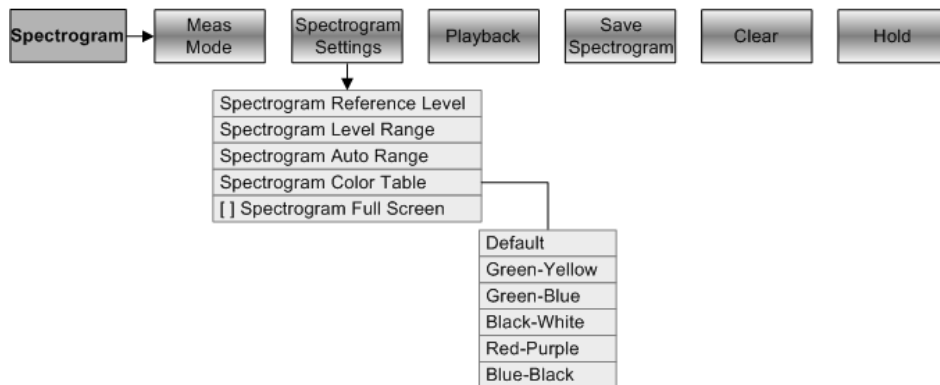 Spectrogram
Meas
Mode
Spectrogram
Settings
Playback
Save
Spectrogram
Clear
Hold
Spectrogram Reference Level
Spectrogram Level Range
Spectrogram Auto Range
Spectrogram Color Table
[ ] Spectrogram Full Screen
Default
Green-Yellow
Green-Blue
Black-White
Red-Purple
Blue-Black